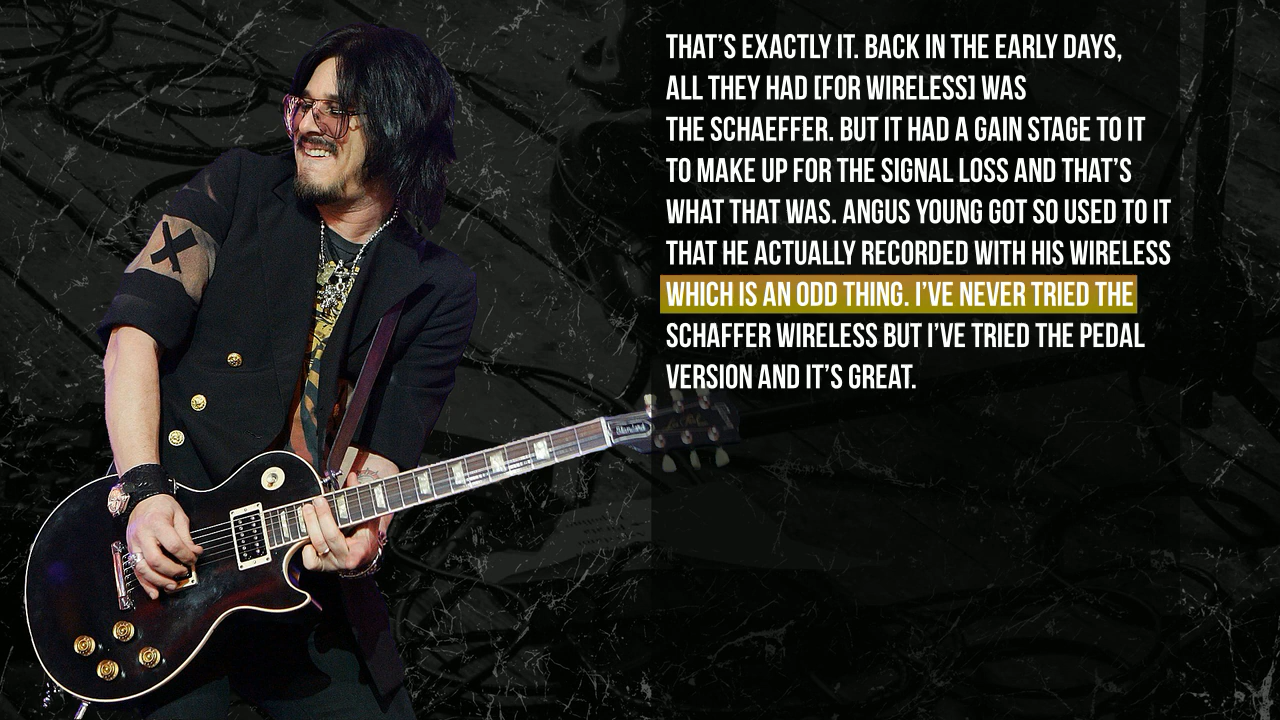 THAT'S EXACTLY IT. BACK IN THE EARLY DAYS,
ALL THEY HAD [FOR WIRELESS] WAS
THE SCHAEFFER. BUT IT HAD A GAIN STAGE TO IT
TO MAKE UP FOR THE SIGNAL LOSS AND THAT'S
WHAT THAT WAS. ANGUS YOUNG GOT SO USED TO IT
THAT HE ACTUALLY RECORDED WITH HIS WIRELESS
WHICH IS AN ODD THING. I'VE NEVER TRIED THE
SCHAFFER WIRELESS BUT I'VE TRIED THE PEDAL
VERSION AND IT'S GREAT.